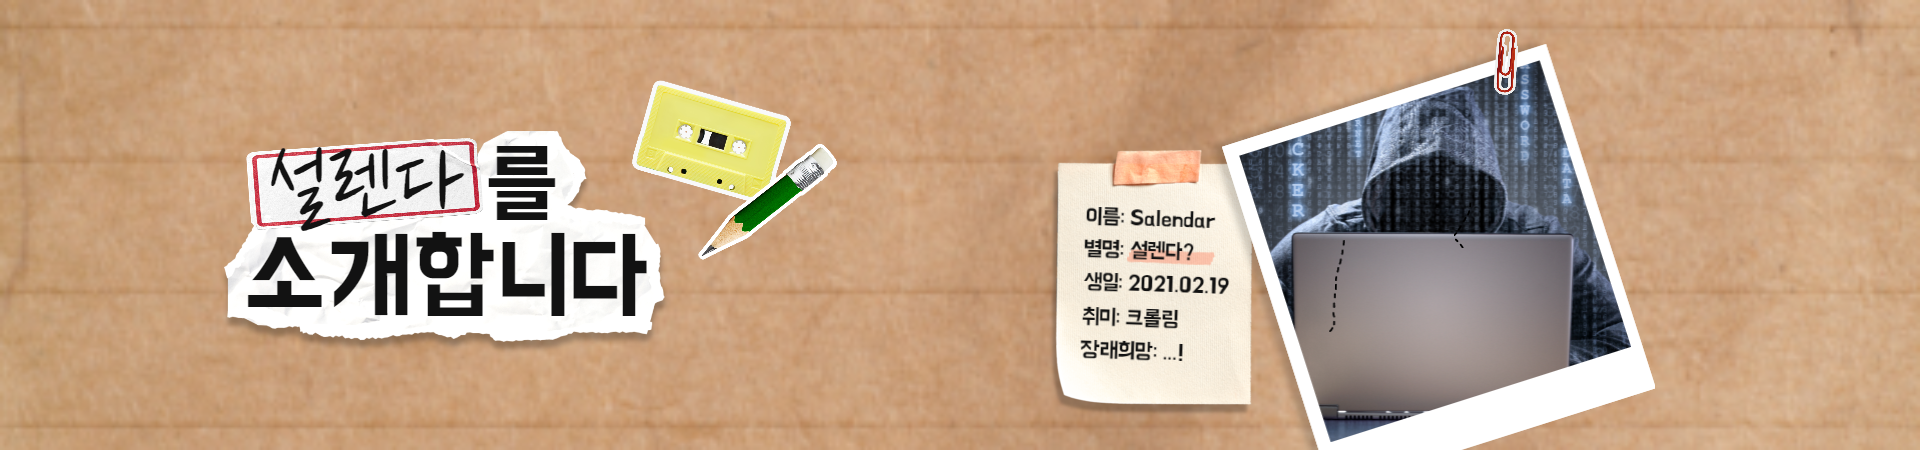 설렌다를
소개합니다
이름: Salendar
별명: 설렌다?
생일: 2021.02.19
취미: 크롤링
장래희망: ...!